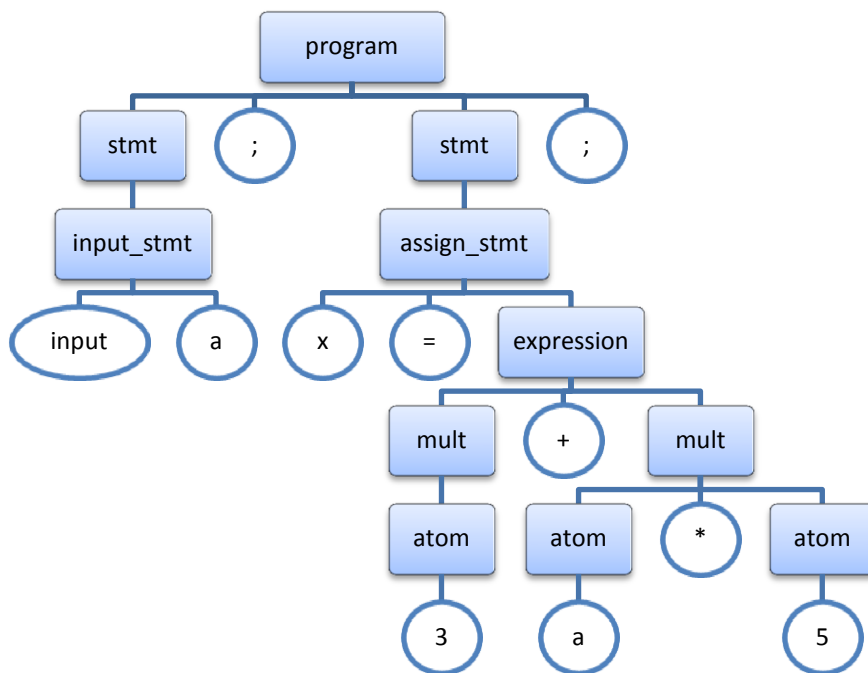 program
stmt ; stmt ;
input_stmt assign_stmt
input a x = expression
mult + mult
atom atom * atom
3 a 5